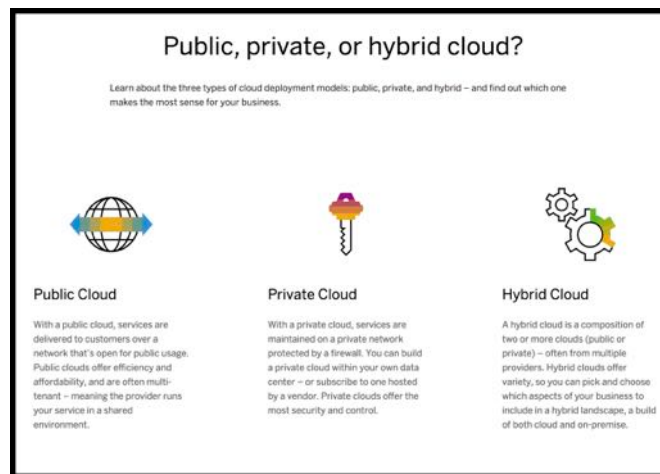 Public, private, or hybrid cloud?
Learn about the three types of cloud deployment models: public, private, and hybrid – and find out which one
makes the most sense for your business.
Public Cloud
With a public cloud, services are
delivered to customers over a
network that's open for public usage.
Public clouds offer efficiency and
affordability, and are often multi-
tenant – meaning the provider runs
your service in a shared
environment.
Private Cloud
With a private cloud, services are
maintained on a private network
protected by a firewall. You can build
a private cloud within your own data
center – or subscribe to one hosted
by a vendor. Private clouds offer the
most security and control.
Hybrid Cloud
A hybrid cloud is a composition of
two or more clouds (public or
private) – often from multiple
providers. Hybrid clouds offer
variety, so you can pick and choose
which aspects of your business to
include in a hybrid landscape, a build
of both cloud and on-premise.